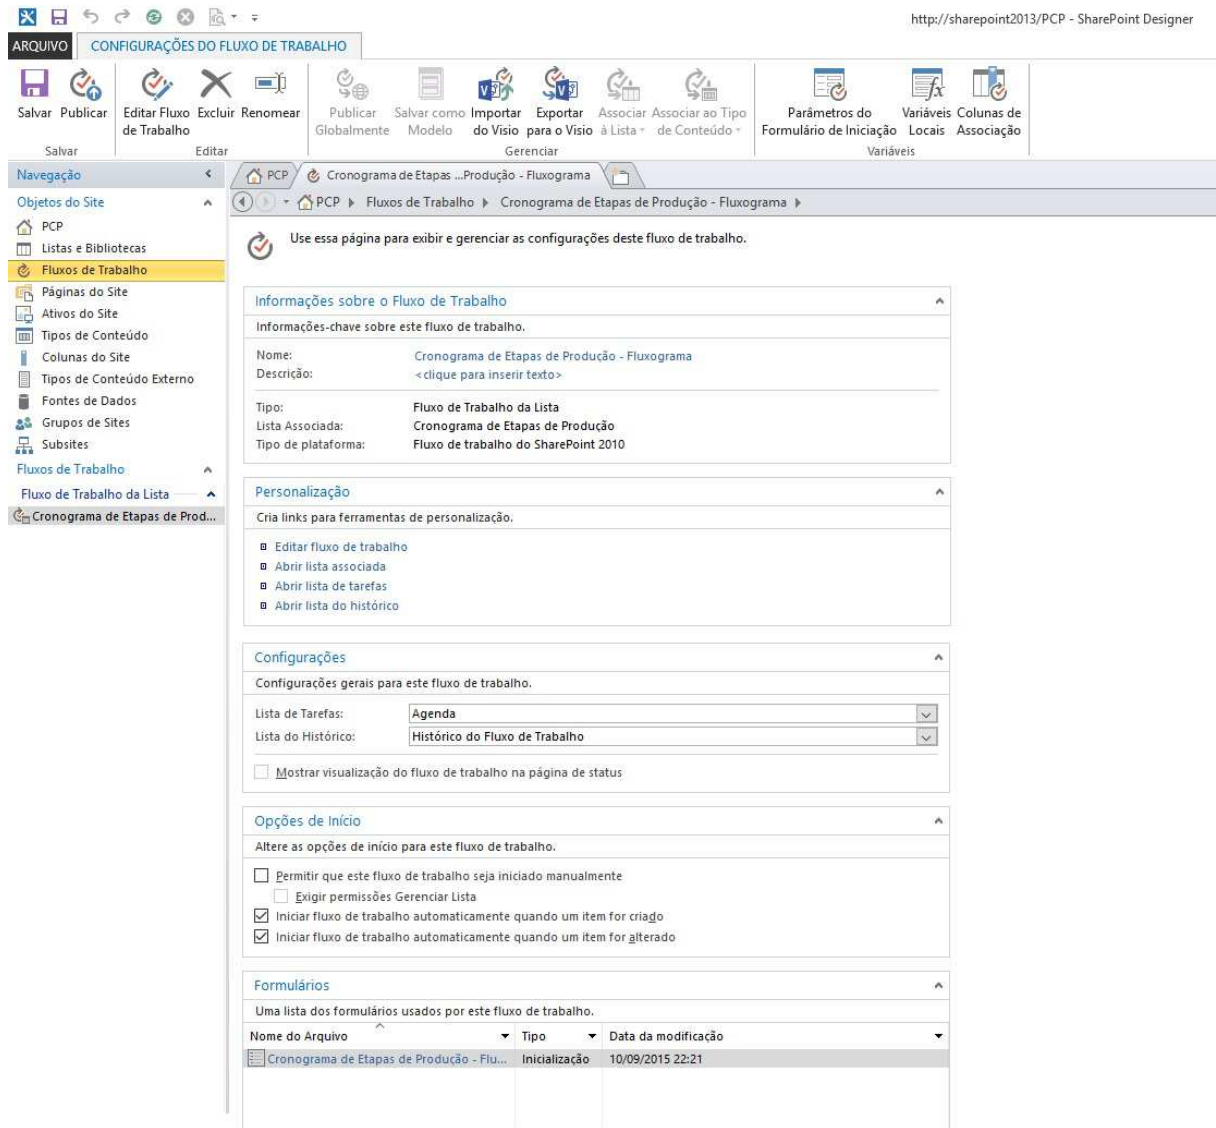 http://sharepoint2013/PCP - SharePoint Designer
ARQUIVO CONFIGURAÇÕES DO FLUXO DE TRABALHO
Salvar Publicar Editar Fluxo de Trabalho Excluir Renomear Publicar Globalmente Salvar como Modelo Importar do Visio Exportar para o Visio Associar à Lista Associar ao Tipo de Conteúdo Parâmetros do Formulário de Iniciação Variáveis Locais Colunas de Associação
Salvar Editar Gerenciar Variáveis
Navegação
Objetos do Site
PCP
Listas e Bibliotecas
Fluxos de Trabalho
Páginas do Site
Ativos do Site
Tipos de Conteúdo
Colunas do Site
Tipos de Conteúdo Externo
Fontes de Dados
Grupos de Sites
Subsites
Fluxos de Trabalho
Fluxo de Trabalho da Lista
Cronograma de Etapas de Prod...
PCP Cronograma de Etapas ...Produção - Fluxograma
PCP Fluxos de Trabalho Cronograma de Etapas de Produção - Fluxograma
Use essa página para exibir e gerenciar as configurações deste fluxo de trabalho.
Informações sobre o Fluxo de Trabalho
Informações-chave sobre este fluxo de trabalho.
Nome: Cronograma de Etapas de Produção - Fluxograma
Descrição: <clique para inserir texto>
Tipo: Fluxo de Trabalho da Lista
Lista Associada: Cronograma de Etapas de Produção
Tipo de plataforma: Fluxo de trabalho do SharePoint 2010
Personalização
Cria links para ferramentas de personalização.
Editar fluxo de trabalho
Abrir lista associada
Abrir lista de tarefas
Abrir lista do histórico
Configurações
Configurações gerais para este fluxo de trabalho.
Lista de Tarefas: Agenda
Lista do Histórico: Histórico do Fluxo de Trabalho
Mostrar visualização do fluxo de trabalho na página de status
Opções de Início
Altere as opções de início para este fluxo de trabalho.
Permitir que este fluxo de trabalho seja iniciado manualmente
Exigir permissões Gerenciar Lista
Iniciar fluxo de trabalho automaticamente quando um item for criado
Iniciar fluxo de trabalho automaticamente quando um item for alterado
Formulários
Uma lista dos formulários usados por este fluxo de trabalho.
Nome do Arquivo Tipo Data da modificação
Cronograma de Etapas de Produção - Flu... Inicialização 10/09/2015 22:21